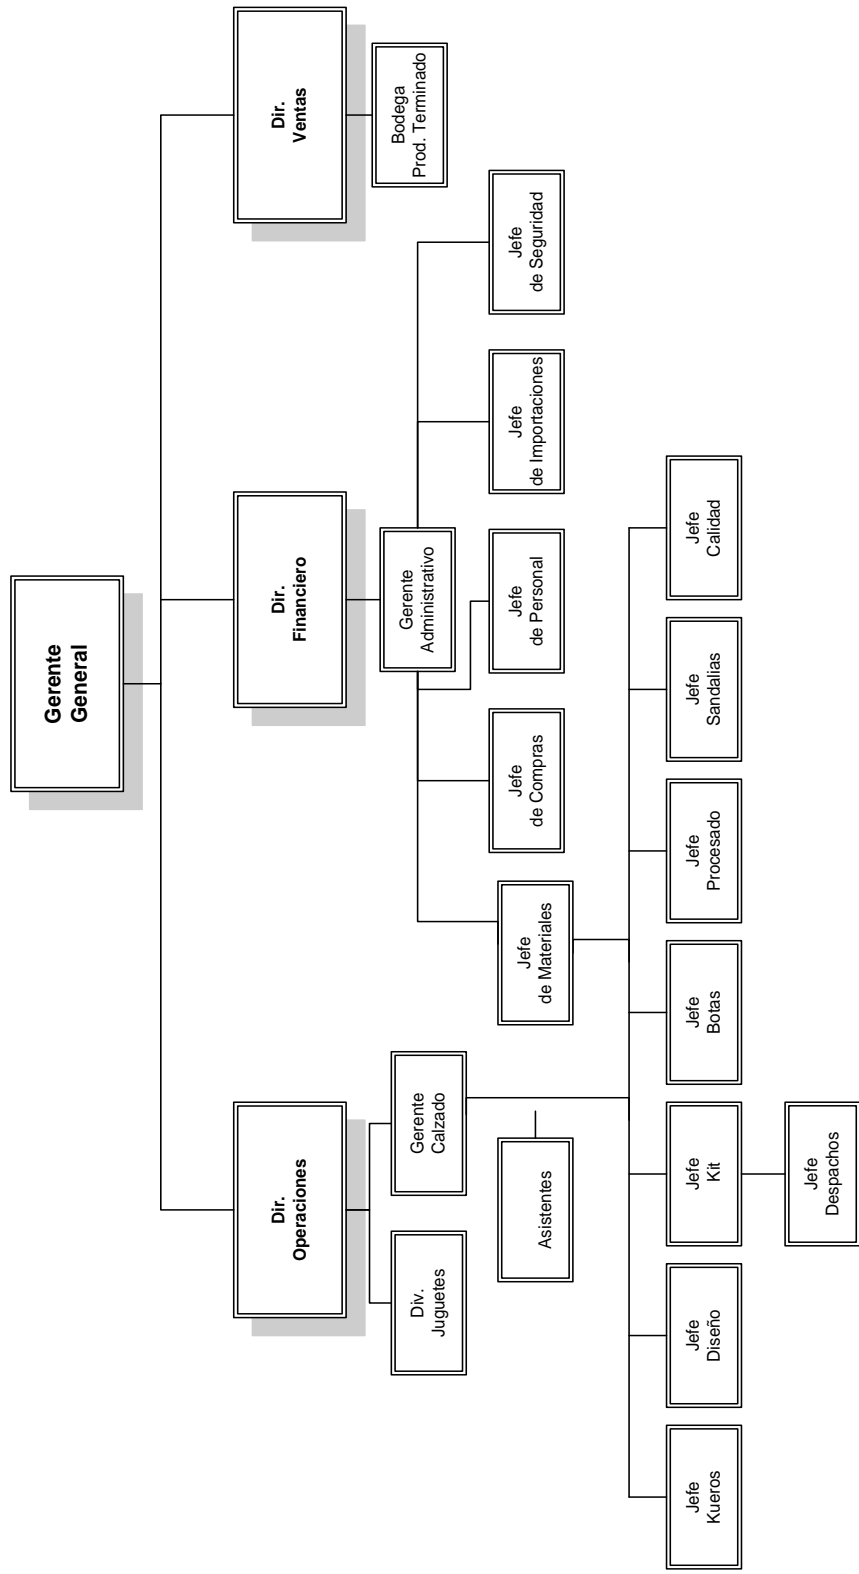 Gerente
General
Dir.
Operaciones
Dir.
Financiero
Dir.
Ventas
Div.
Juguetes
Gerente
Calzado
Gerente
Administrativo
Bodega
Prod. Terminado
Asistentes
Jefe
de Materiales
Jefe
de Compras
Jefe
de Personal
Jefe
de Importaciones
Jefe
de Seguridad
Jefe
Kueros
Jefe
Diseño
Jefe
Kit
Jefe
Botas
Jefe
Procesado
Jefe
Sandalias
Jefe
Calidad
Jefe
Despachos